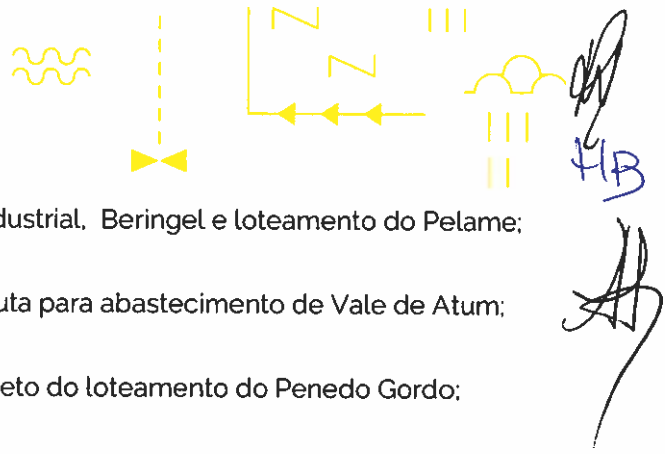 HB
dustrial, Beringel e loteamento do Pelame;
uta para abastecimento de Vale de Atum;
eto do loteamento do Penedo Gordo;